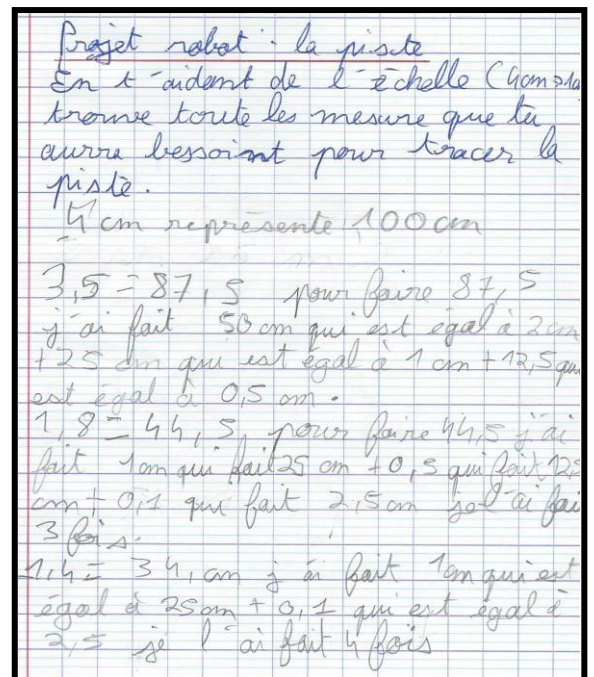 Projet robot : la piste
En t'aidant de l'échelle (4cm
trouve toute les mesure que tu
aurra bessoint pour tracer la
piste.
4 cm représente 100 cm
3,5 = 87,5 pour faire 87,5
j'ai fait 50 cm qui est égal à 2 cm
+ 25 cm qui est égal à 1 cm + 12,5 qui
est égal à 0,5 cm.
1,8 = 44,5 pour faire 44,5 j'ai
fait 1cm qui fait 25 cm + 0,5 qui fait 12,5
cm + 0,1 qui fait 2,5 cm je l'ai fai
3 fois.
1,4 = 34, cm j'ai fait 1cm qui est
égal à 25cm + 0,1 qui est égal à
2,5 je l'ai fait 4 fois